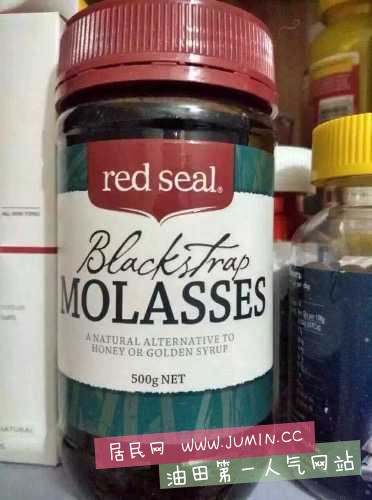 red seal®
Blackstrap
MOLASSES
A NATURAL ALTERNATIVE TO
HONEY OR GOLDEN SYRUP
500g NET
NATURAL
居民网 WWW.JUMIN.CC
油田第一人气网站